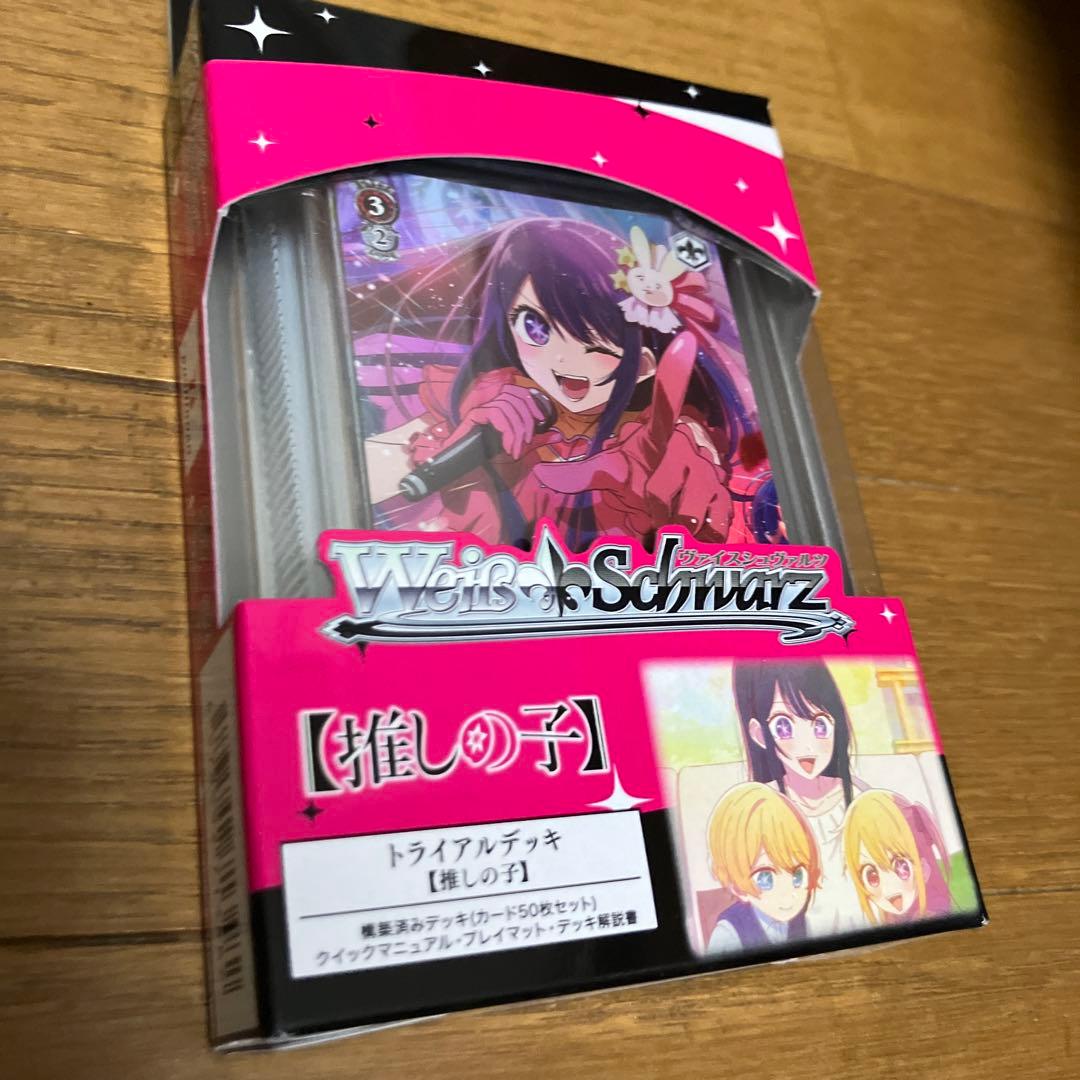 3
2
Weiß Schwarz
ヴァイスシュヴァルツ
【推しの子】
トライアルデッキ
【推しの子】
構築済みデッキ(カード50枚セット)
クイックマニュアル・プレイマット・デッキ解説書